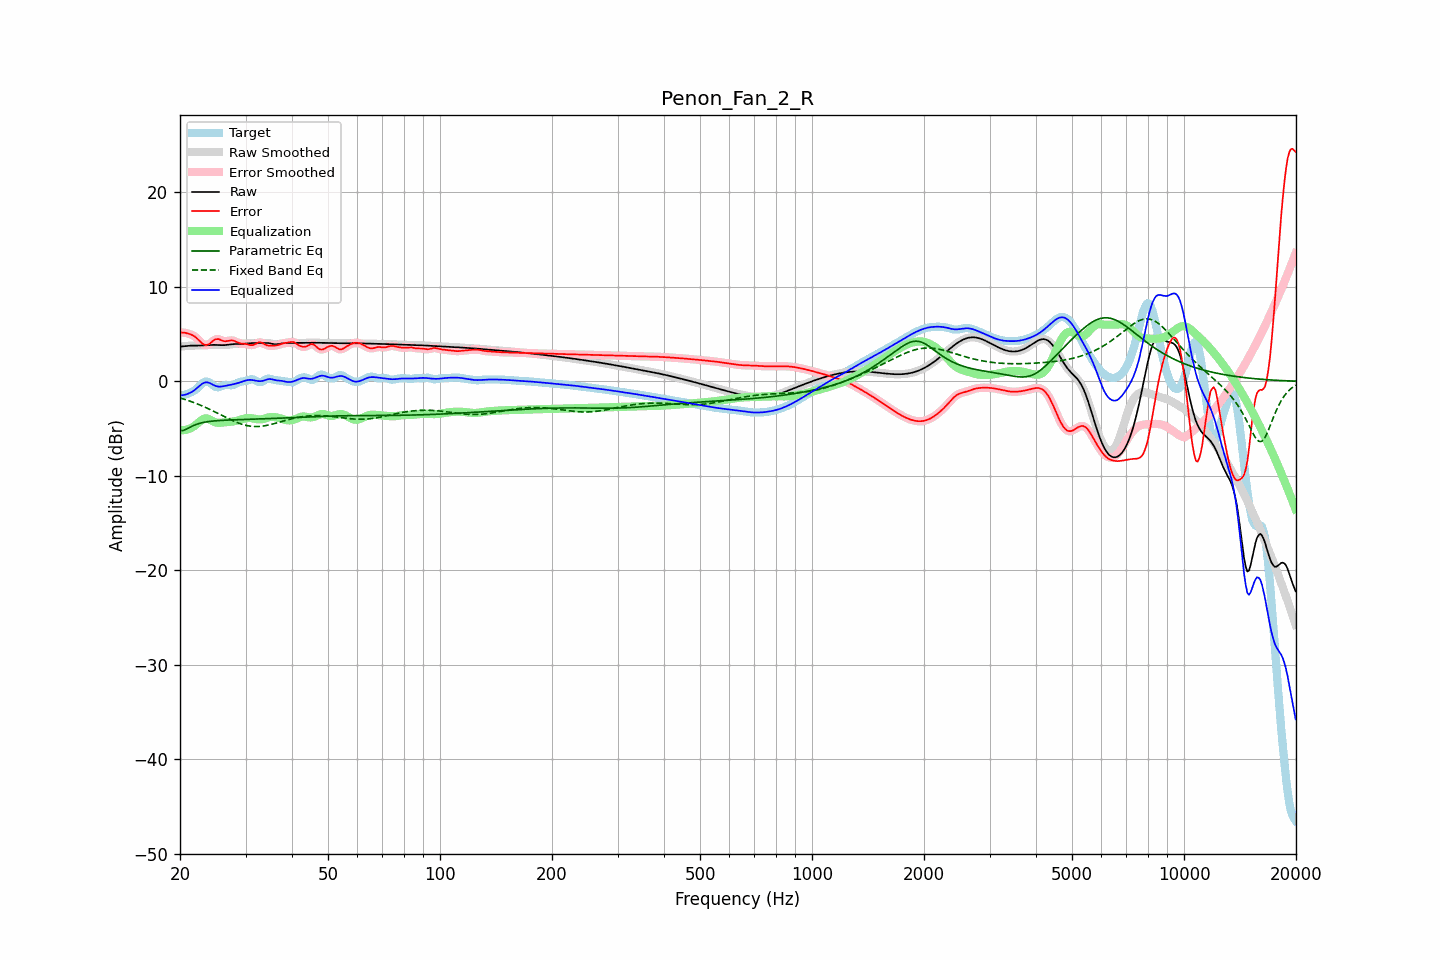 Penon_Fan_2_R
Target
Raw Smoothed
Error Smoothed
Raw
Error
Equalization
Parametric Eq
Fixed Band Eq
Equalized
Amplitude (dBr)
20
10
0
−10
−20
−30
−40
−50
20 50 100 200 500 1000 2000 5000 10000 20000
Frequency (Hz)